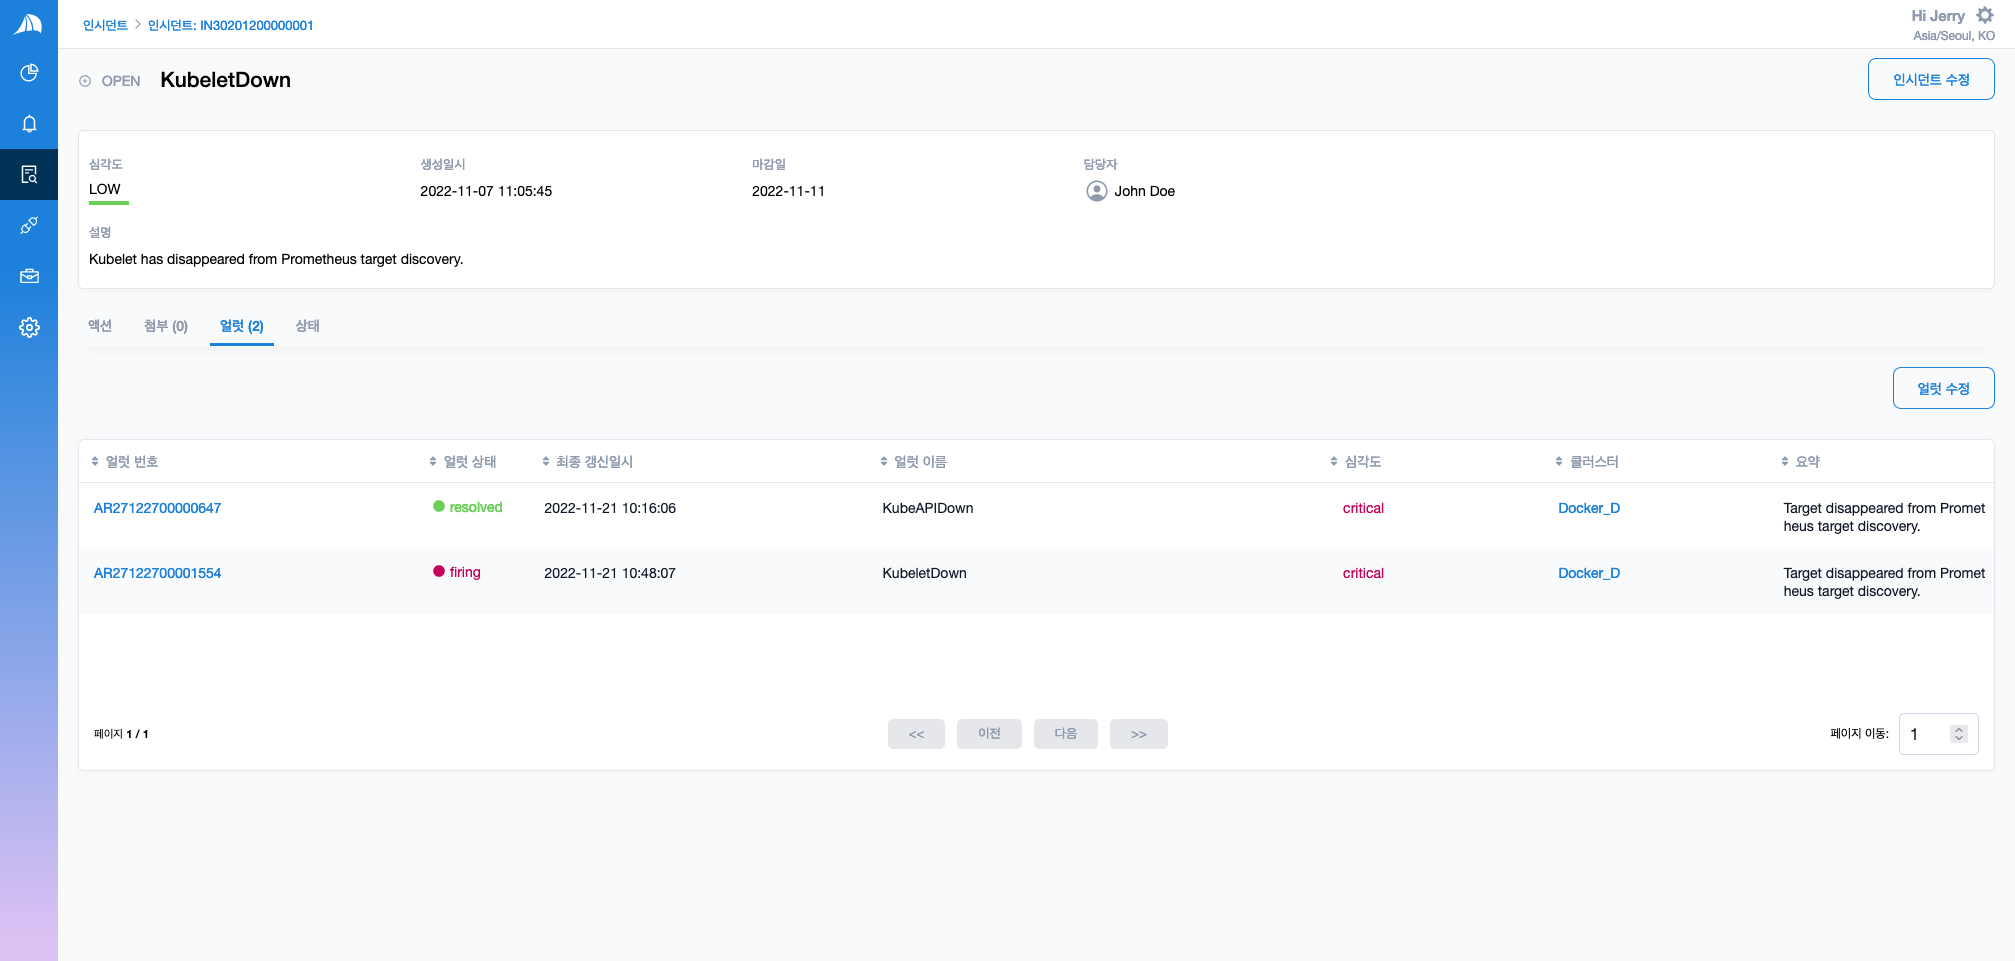 인시던트 > 인시던트: IN30201200000001
Hi Jerry
Asia/Seoul, KO
OPEN KubeletDown
인시던트 수정
심각도 생성일시 마감일 담당자
LOW 2022-11-07 11:05:45 2022-11-11 John Doe
설명
Kubelet has disappeared from Prometheus target discovery.
액션 첨부 (0) 얼럿 (2) 상태
얼럿 수정
얼럿 번호 얼럿 상태 최종 갱신일시 얼럿 이름 심각도 클러스터 요약
AR27122700000647 resolved 2022-11-21 10:16:06 KubeAPIDown critical Docker_D Target disappeared from Promet
heus target discovery.
AR27122700001554 firing 2022-11-21 10:48:07 KubeletDown critical Docker_D Target disappeared from Promet
heus target discovery.
페이지 1 / 1 << 이전 다음 >> 페이지 이동: 1